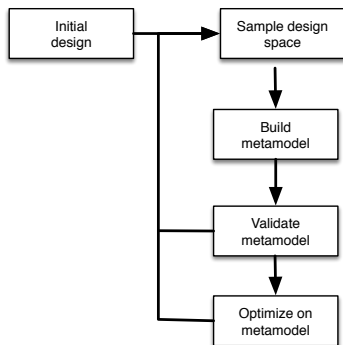 Initial
design
Sample design
space
Build
metamodel
Validate
metamodel
Optimize on
metamodel